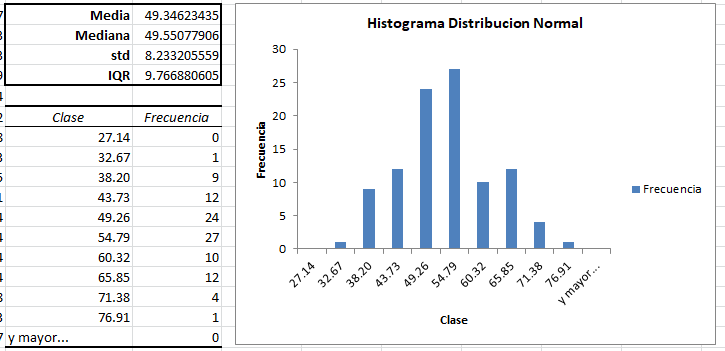 Media 49.34623435
Mediana 49.55077906
std 8.233205559
IQR 9.766880605
Clase Frecuencia
27.14 0
32.67 1
38.20 9
43.73 12
49.26 24
54.79 27
60.32 10
65.85 12
71.38 4
76.91 1
y mayor... 0
Histograma Distribucion Normal
Frecuencia
30
25
20
15
10
5
0
27.14 32.67 38.20 43.73 49.26 54.79 60.32 65.85 71.38 76.91 y mayor...
Clase
Frecuencia